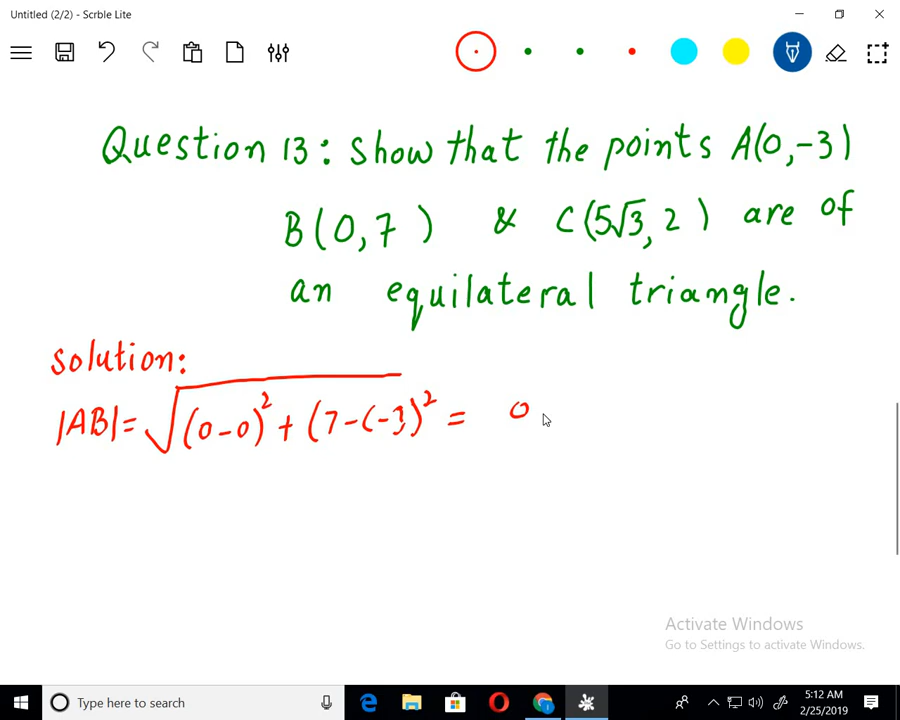 Untitled (2/2) - Scrble Lite
Question 13: Show that the points A(0,-3)
B(0,7) & C(5√3,2) are of
an equilateral triangle.
Solution:
|AB|= √(0-0)² + (7-(-3)² = 0
Activate Windows
Go to Settings to activate Windows.
Type here to search
5:12 AM
2/25/2019